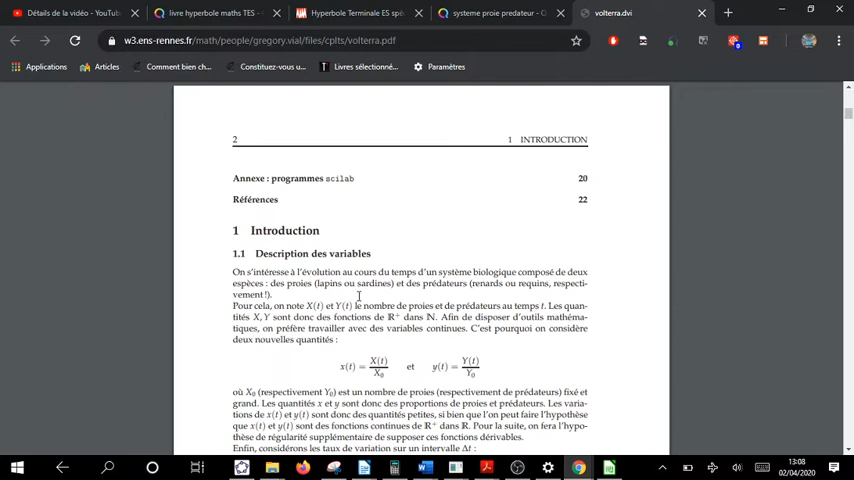 Détails de la vidéo - YouTub
livre hyperbole maths TES -
Hyperbole Terminale ES spé
systeme proie predateur - Q
volterra.dvi
w3.ens-rennes.fr/math/people/gregory.vial/files/cplts/volterra.pdf
Applications
Articles
Comment bien ch...
Constituez-vous u...
Livres sélectionné...
Paramètres
2
1 INTRODUCTION
Annexe : programmes scilab 20
Références 22
1 Introduction
1.1 Description des variables
On s'intéresse à l'évolution au cours du temps d'un système biologique composé de deux
espèces : des proies (lapins ou sardines) et des prédateurs (renards ou requins, respecti-
vement !).
Pour cela, on note X(t) et Y(t) le nombre de proies et de prédateurs au temps t. Les quan-
tités X, Y sont donc des fonctions de ℝ⁺ dans ℕ. Afin de disposer d'outils mathéma-
tiques, on préfère travailler avec des variables continues. C'est pourquoi on considère
deux nouvelles quantités :
x(t) = X(t)/X₀ et y(t) = Y(t)/Y₀
où X₀ (respectivement Y₀) est un nombre de proies (respectivement de prédateurs) fixé et
grand. Les quantités x et y sont donc des proportions de proies et prédateurs. Les varia-
tions de x(t) et y(t) sont donc des quantités petites, si bien que l'on peut faire l'hypothèse
que x(t) et y(t) sont des fonctions continues de ℝ⁺ dans ℝ. Pour la suite, on fera l'hypo-
thèse de régularité supplémentaire de supposer ces fonctions dérivables.
Enfin, considérons les taux de variation sur un intervalle Δt :
13:08
02/04/2020